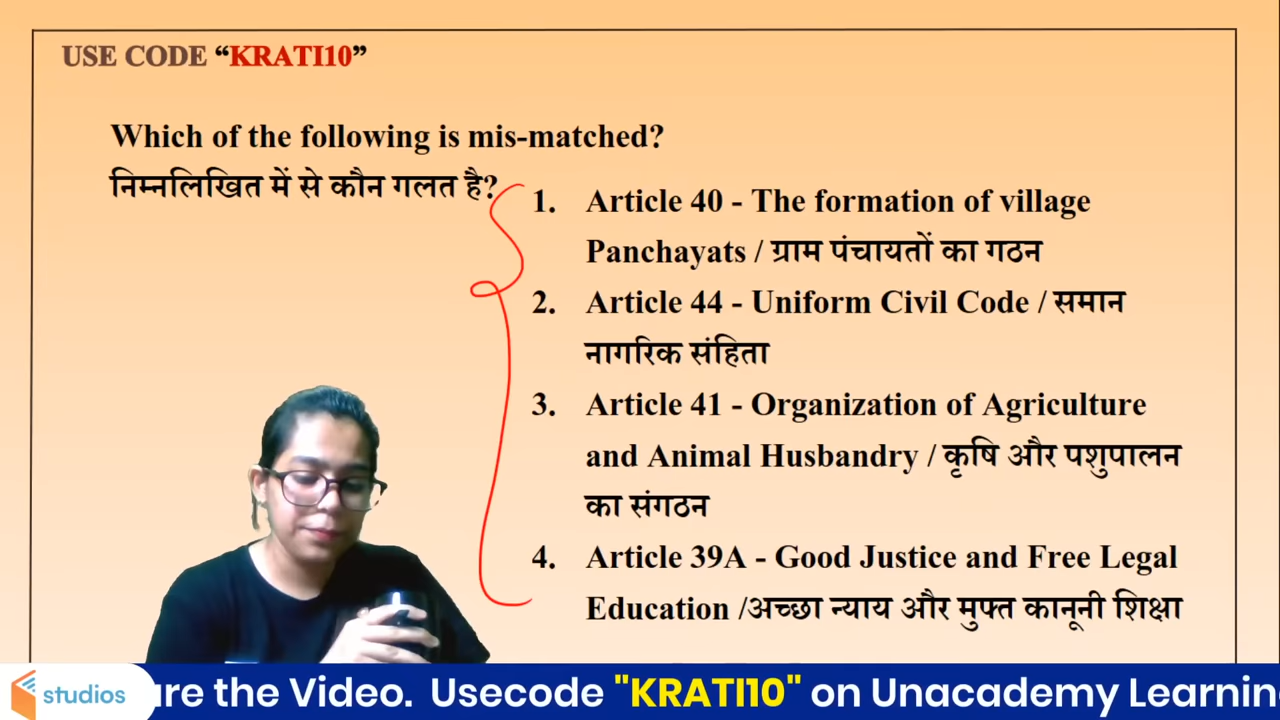 USE CODE “KRATI10”
Which of the following is mis-matched?
निम्नलिखित में से कौन गलत है?
1. Article 40 - The formation of village
Panchayats / ग्राम पंचायतों का गठन
2. Article 44 - Uniform Civil Code / समान
नागरिक संहिता
3. Article 41 - Organization of Agriculture
and Animal Husbandry / कृषि और पशुपालन
का संगठन
4. Article 39A - Good Justice and Free Legal
Education /अच्छा न्याय और मुफ्त कानूनी शिक्षा
studios
the Video. Usecode "KRATI10" on Unacademy